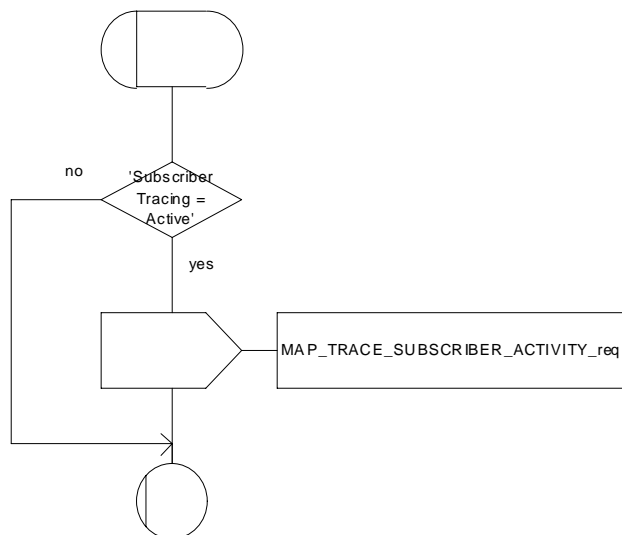 no
'Subscriber
Tracing =
Active'
yes
MAP_TRACE_SUBSCRIBER_ACTIVITY_req